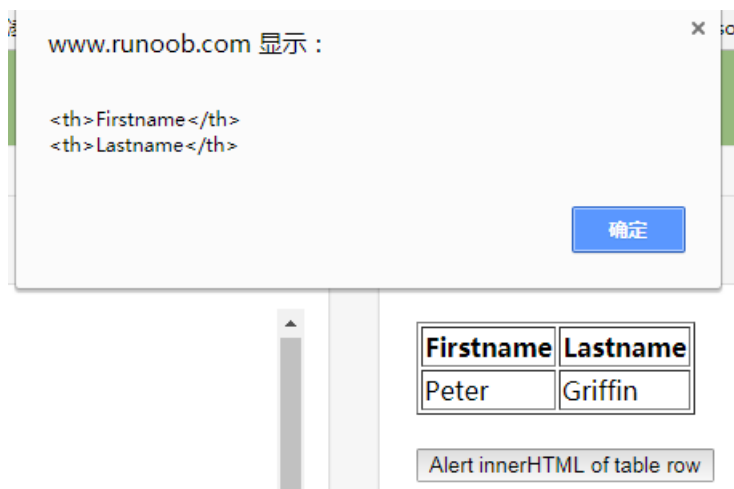 www.runoob.com 显示：
<th>Firstname</th>
<th>Lastname</th>
确定
Firstname Lastname
Peter Griffin
Alert innerHTML of table row